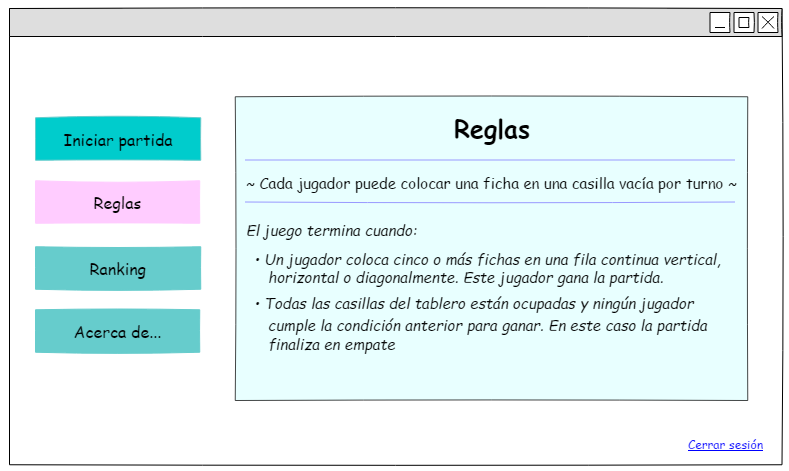 Iniciar partida
Reglas
Ranking
Acerca de...
Reglas
~ Cada jugador puede colocar una ficha en una casilla vacía por turno ~
El juego termina cuando:
• Un jugador coloca cinco o más fichas en una fila continua vertical,
horizontal o diagonalmente. Este jugador gana la partida.
• Todas las casillas del tablero están ocupadas y ningún jugador
cumple la condición anterior para ganar. En este caso la partida
finaliza en empate
Cerrar sesión